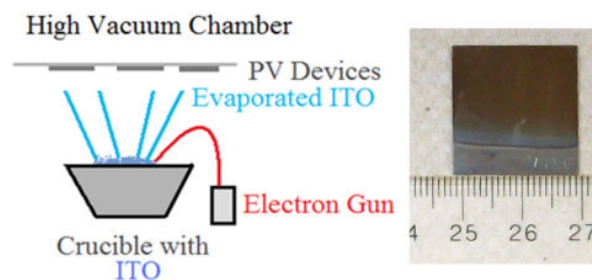 High Vacuum Chamber
PV Devices
Evaporated ITO
Electron Gun
Crucible with
ITO
4 25 26 27